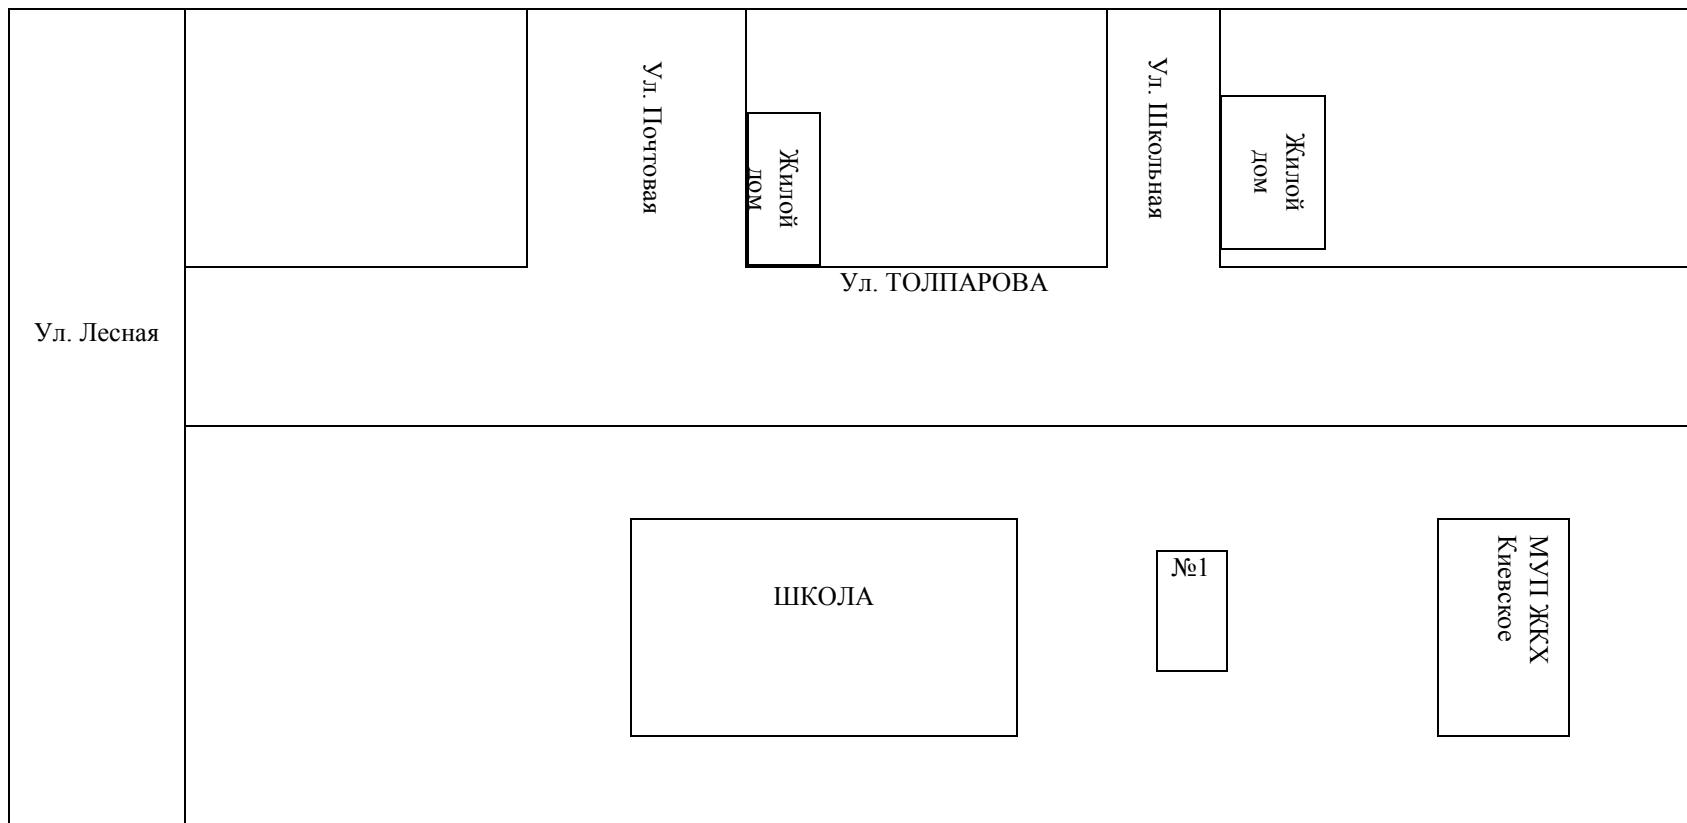 Ул. Почтовая
Жилой
дом
Ул. Школьная
Жилой
дом
Ул. ТОЛПАРОВА
Ул. Лесная
ШКОЛА
№1
МУП ЖКХ
Киевское